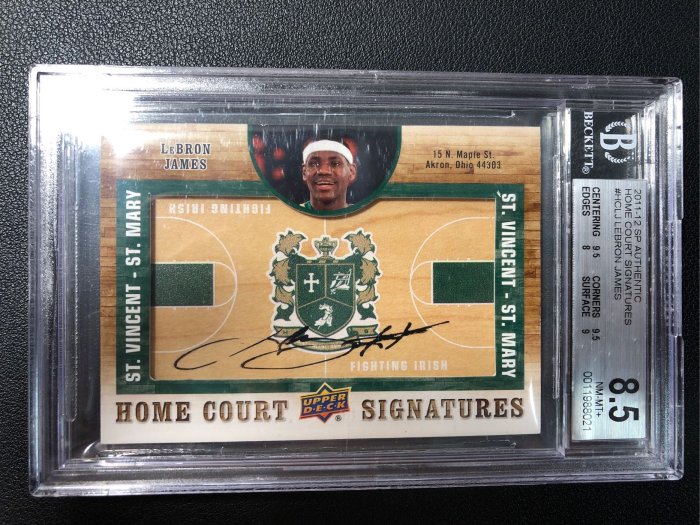 LEBRON
JAMES
15 N. Maple St.
Akron, Ohio 44303
FIGHTING IRISH
ST. VINCENT - ST. MARY
ST. VINCENT - ST. MARY
FIGHTING IRISH
HOME COURT
UPPER
DECK
®
SIGNATURES
B
BECKETT®
2011-12 SP AUTHENTIC
HOME COURT SIGNATURES
#HCLJ LEBRON JAMES
CENTERING 9.5 CORNERS 9.5
EDGES 8 SURFACE 9
8.5
NM-MT+
0011988021